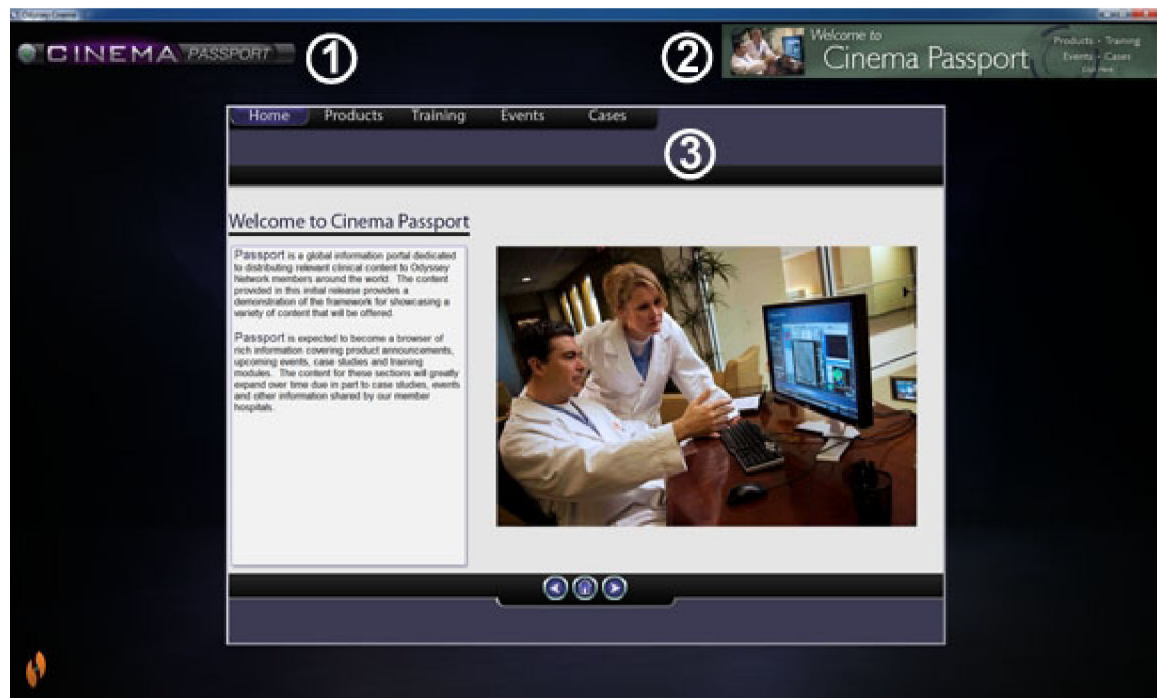 Odyssey Cinema
CINEMA PASSPORT
1
2
Welcome to
Cinema Passport
Products • Training
Events • Cases
Click Here
Home Products Training Events Cases
3
Welcome to Cinema Passport
Passport is a global information portal dedicated
to distributing relevant clinical content to Odyssey
Network members around the world. The content
provided in this initial release provides a
demonstration of the framework for showcasing a
variety of content that will be offered.
Passport is expected to become a browser of
rich information covering product announcements,
upcoming events, case studies and training
modules. The content for these sections will greatly
expand over time due in part to case studies, events
and other information shared by our member
hospitals.